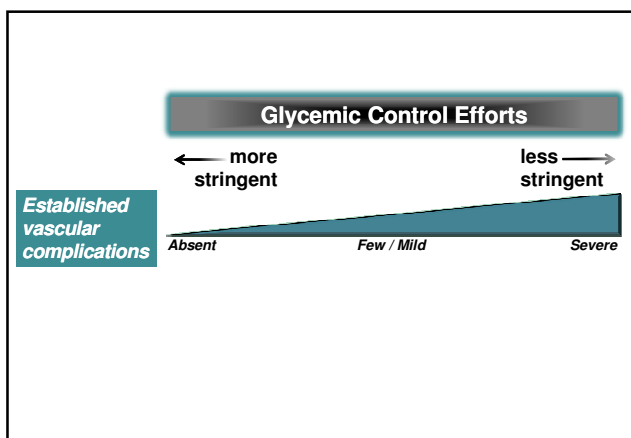 Glycemic Control Efforts
more
stringent
less
stringent
Established
vascular
complications
Absent
Few / Mild
Severe